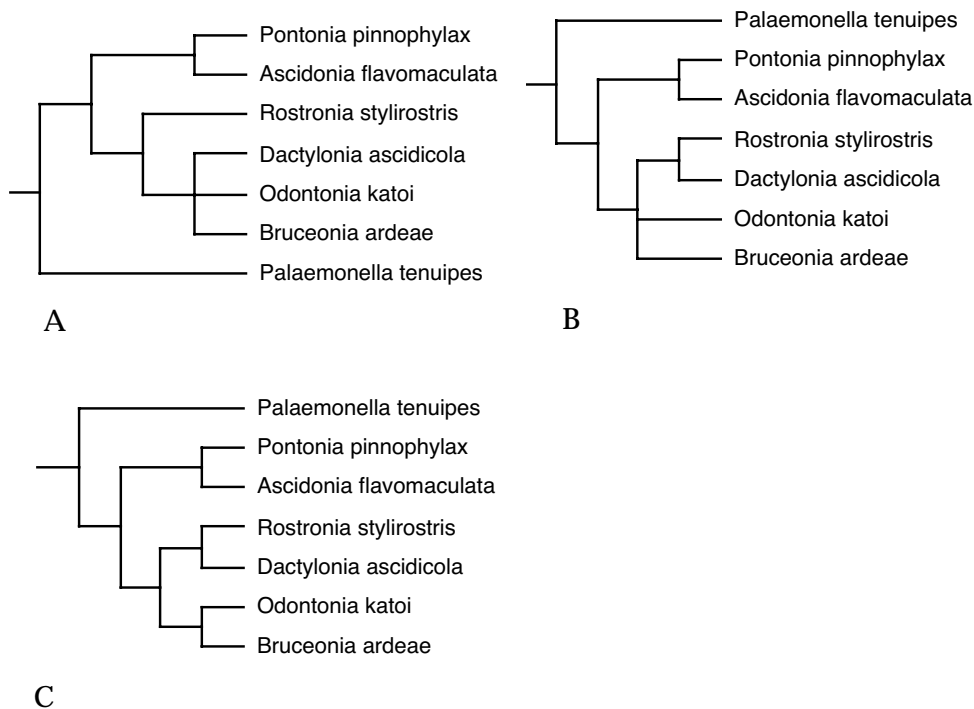 Pontonia pinnophylax
Ascidonia flavomaculata
Rostronia stylirostris
Dactylonia ascidicola
Odontonia katoi
Bruceonia ardeae
Palaemonella tenuipes
A
Palaemonella tenuipes
Pontonia pinnophylax
Ascidonia flavomaculata
Rostronia stylirostris
Dactylonia ascidicola
Odontonia katoi
Bruceonia ardeae
B
Palaemonella tenuipes
Pontonia pinnophylax
Ascidonia flavomaculata
Rostronia stylirostris
Dactylonia ascidicola
Odontonia katoi
Bruceonia ardeae
C